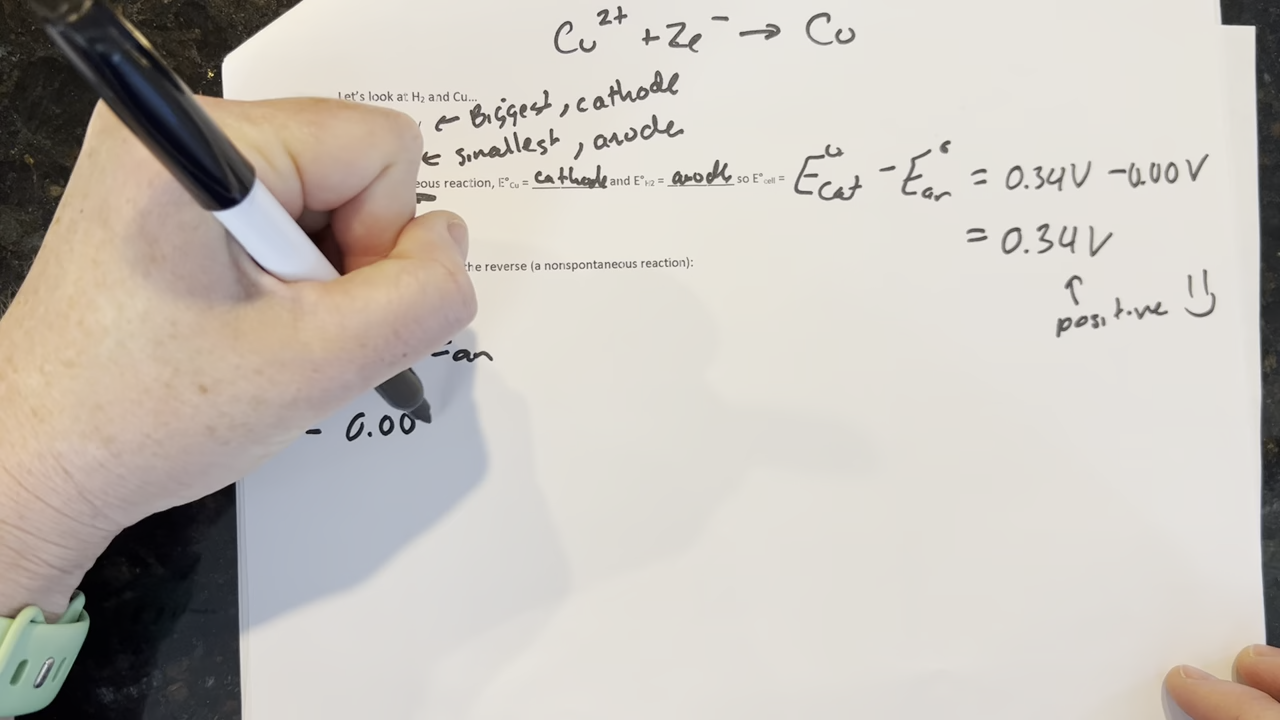 Cu²⁺ + 2e⁻ → Cu
Let's look at H₂ and Cu...
← Biggest, cathode
← smallest, anode
reaction, E°Cu = cathode and E°H2 = anode so E°cell = E°cat - E°an = 0.34V - 0.00V
= 0.34V
↑
positive
the reverse (a nonspontaneous reaction):
an
- 0.00